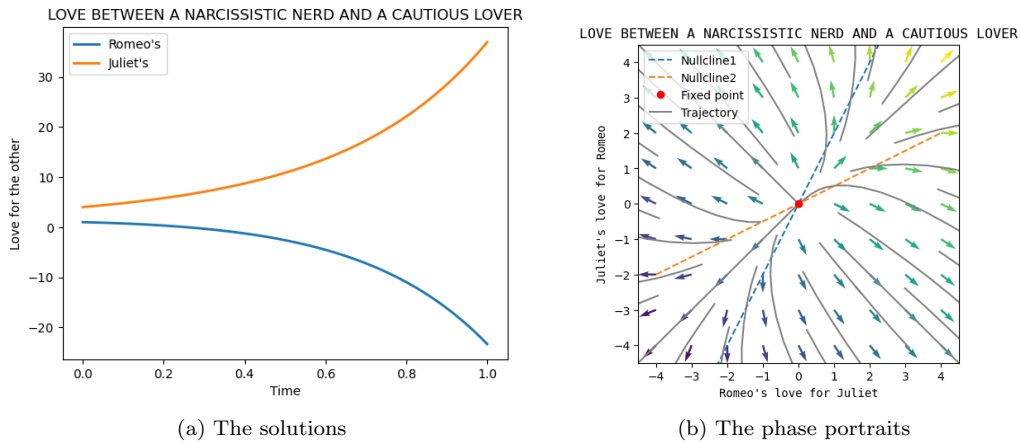 LOVE BETWEEN A NARCISSISTIC NERD AND A CAUTIOUS LOVER
Romeo's
Juliet's
Love for the other
30
20
10
0
−10
−20
0.0 0.2 0.4 0.6 0.8 1.0
Time
(a) The solutions
LOVE BETWEEN A NARCISSISTIC NERD AND A CAUTIOUS LOVER
Nullcline1
Nullcline2
Fixed point
Trajectory
Juliet's love for Romeo
4
3
2
1
0
−1
−2
−3
−4
−4 −3 −2 −1 0 1 2 3 4
Romeo's love for Juliet
(b) The phase portraits